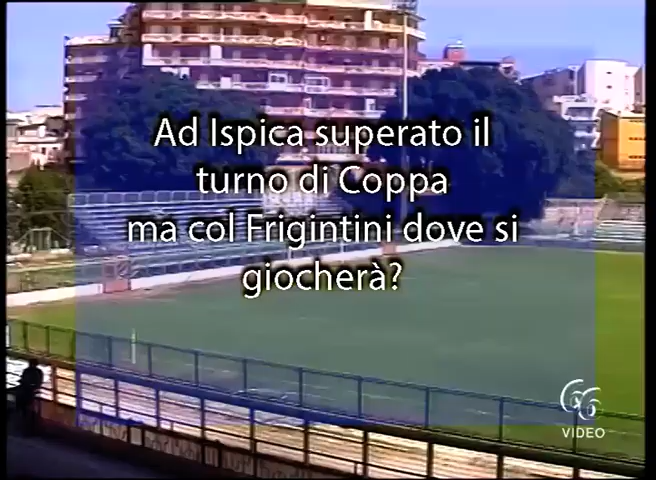 Ad Ispica superato il
turno di Coppa
ma col Frigintini dove si
giocherà?
VIDEO